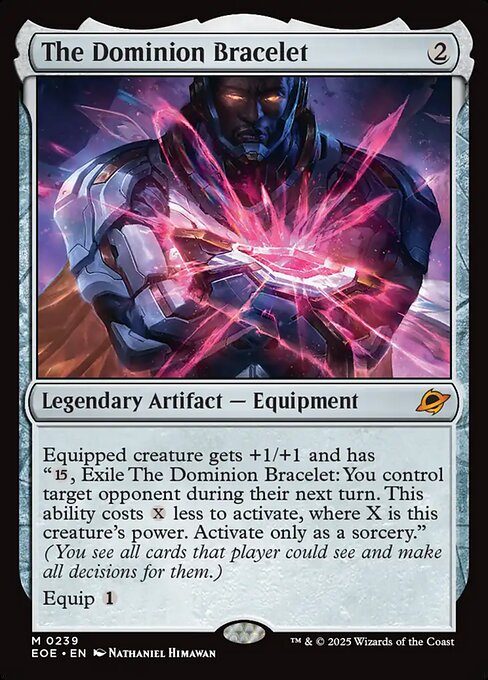 The Dominion Bracelet 2
Legendary Artifact — Equipment
Equipped creature gets +1/+1 and has
“15, Exile The Dominion Bracelet: You control
target opponent during their next turn. This
ability costs X less to activate, where X is this
creature's power. Activate only as a sorcery.”
(You see all cards that player could see and make
all decisions for them.)
Equip 1
M 0239
EOE • EN Nathaniel Himawan
™ & © 2025 Wizards of the Coast